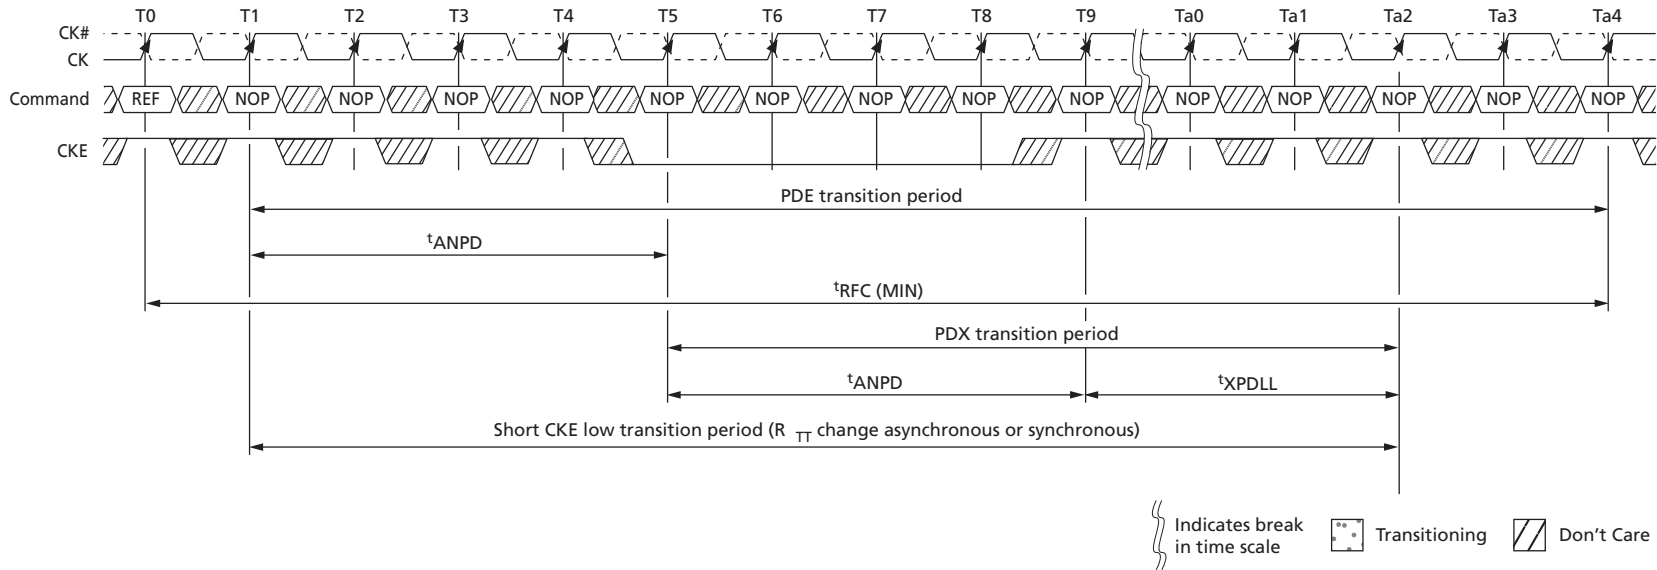 T0 T1 T2 T3 T4 T5 T6 T7 T8 T9 Ta0 Ta1 Ta2 Ta3 Ta4
CK#
CK
Command REF NOP NOP NOP NOP NOP NOP NOP NOP NOP NOP NOP NOP NOP NOP
CKE
PDE transition period
tANPD
tRFC (MIN)
PDX transition period
tANPD tXPDLL
Short CKE low transition period (R TT change asynchronous or synchronous)
Indicates break
in time scale
Transitioning
Don't Care